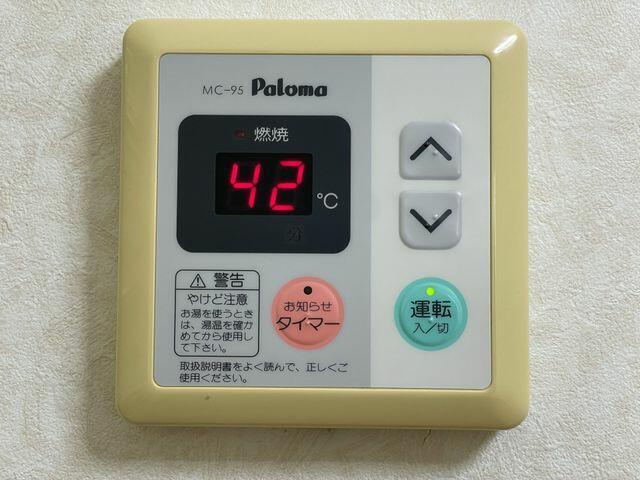 MC-95 Paloma
燃焼
42 ℃
分
警告
やけど注意
お湯を使うとき
は、湯温を確か
めてから使用し
て下さい。
お知らせ
タイマー
運転
入/切
取扱説明書をよく読んで、正しくご
使用ください。